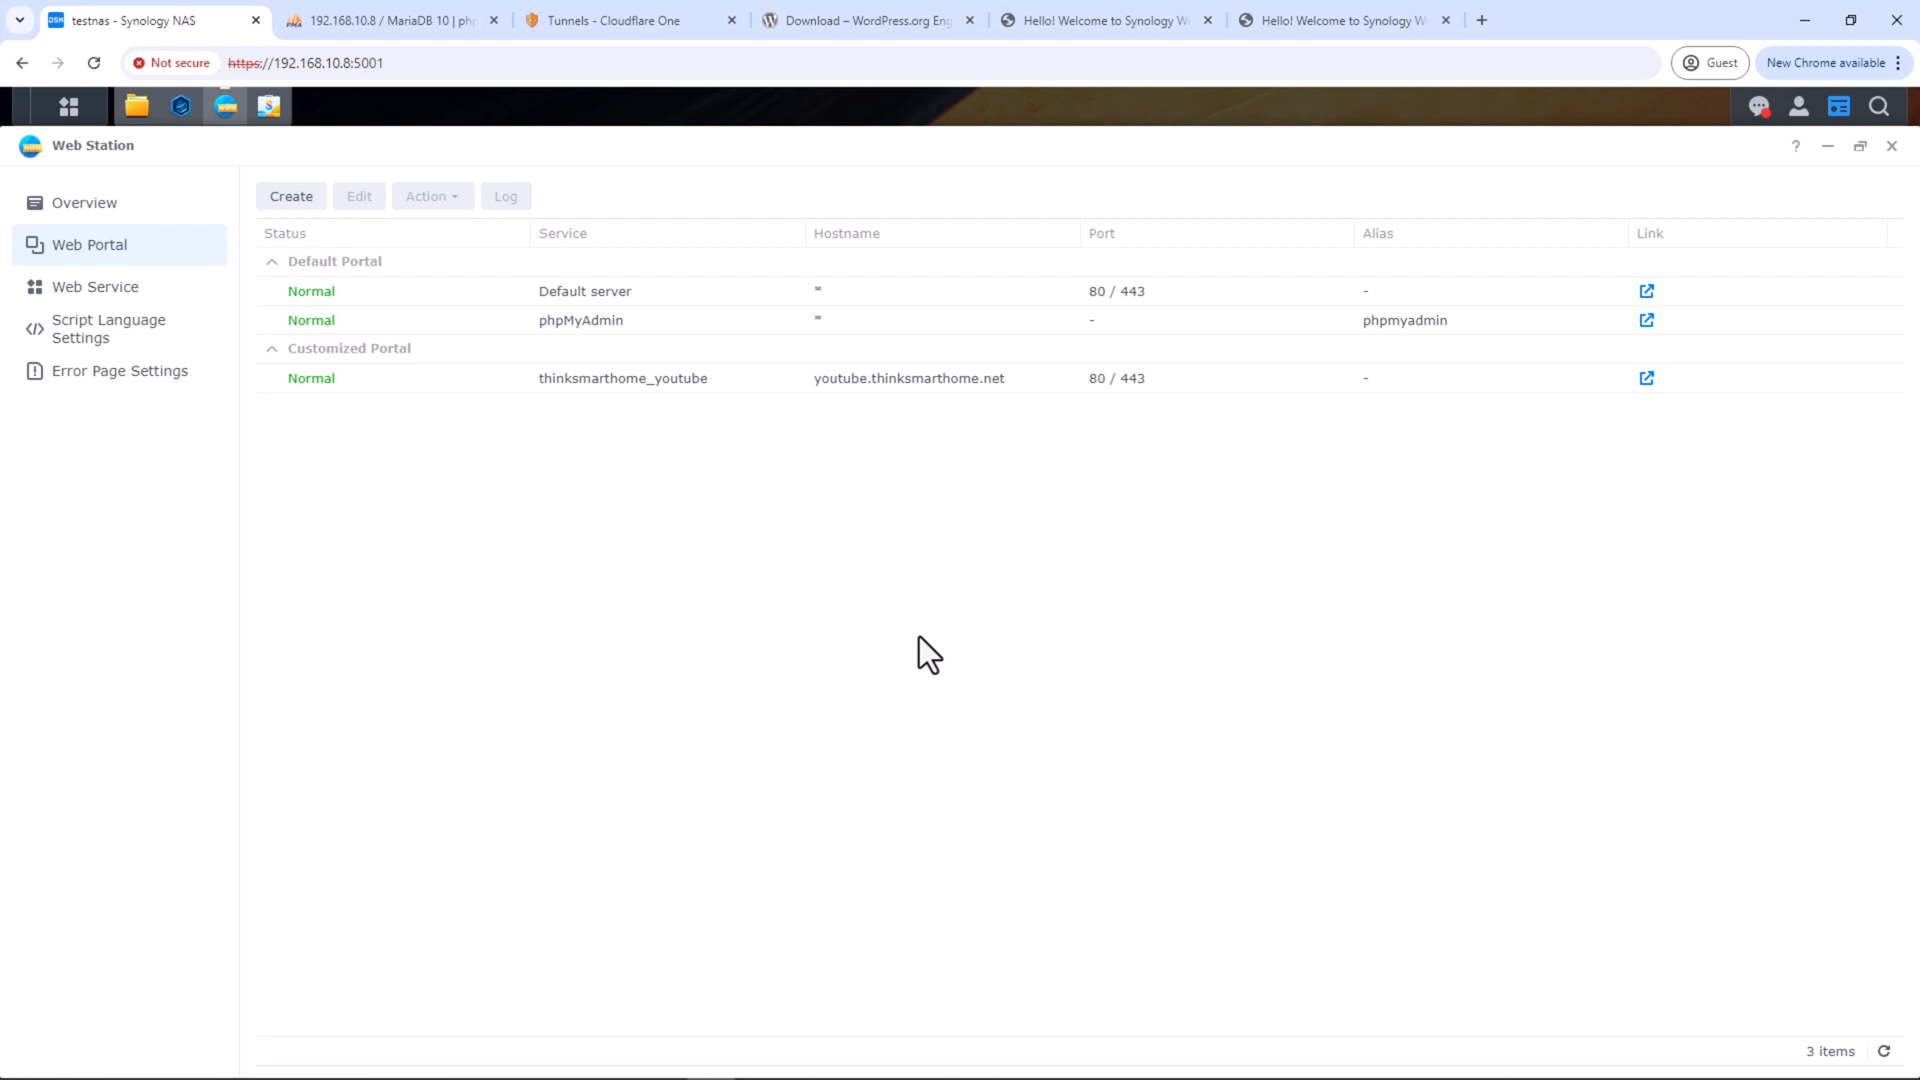 testnas - Synology NAS
192.168.10.8 / MariaDB 10 | ph
Tunnels - Cloudflare One
Download – WordPress.org Eng
Hello! Welcome to Synology W
Hello! Welcome to Synology W
Not secure
https://192.168.10.8:5001
Guest
New Chrome available
Web Station
Overview
Web Portal
Web Service
Script Language
Settings
Error Page Settings
Create Edit Action Log
Status Service Hostname Port Alias Link
Default Portal
Normal Default server * 80 / 443 -
Normal phpMyAdmin * - phpmyadmin
Customized Portal
Normal thinksmarthome_youtube youtube.thinksmarthome.net 80 / 443 -
3 items